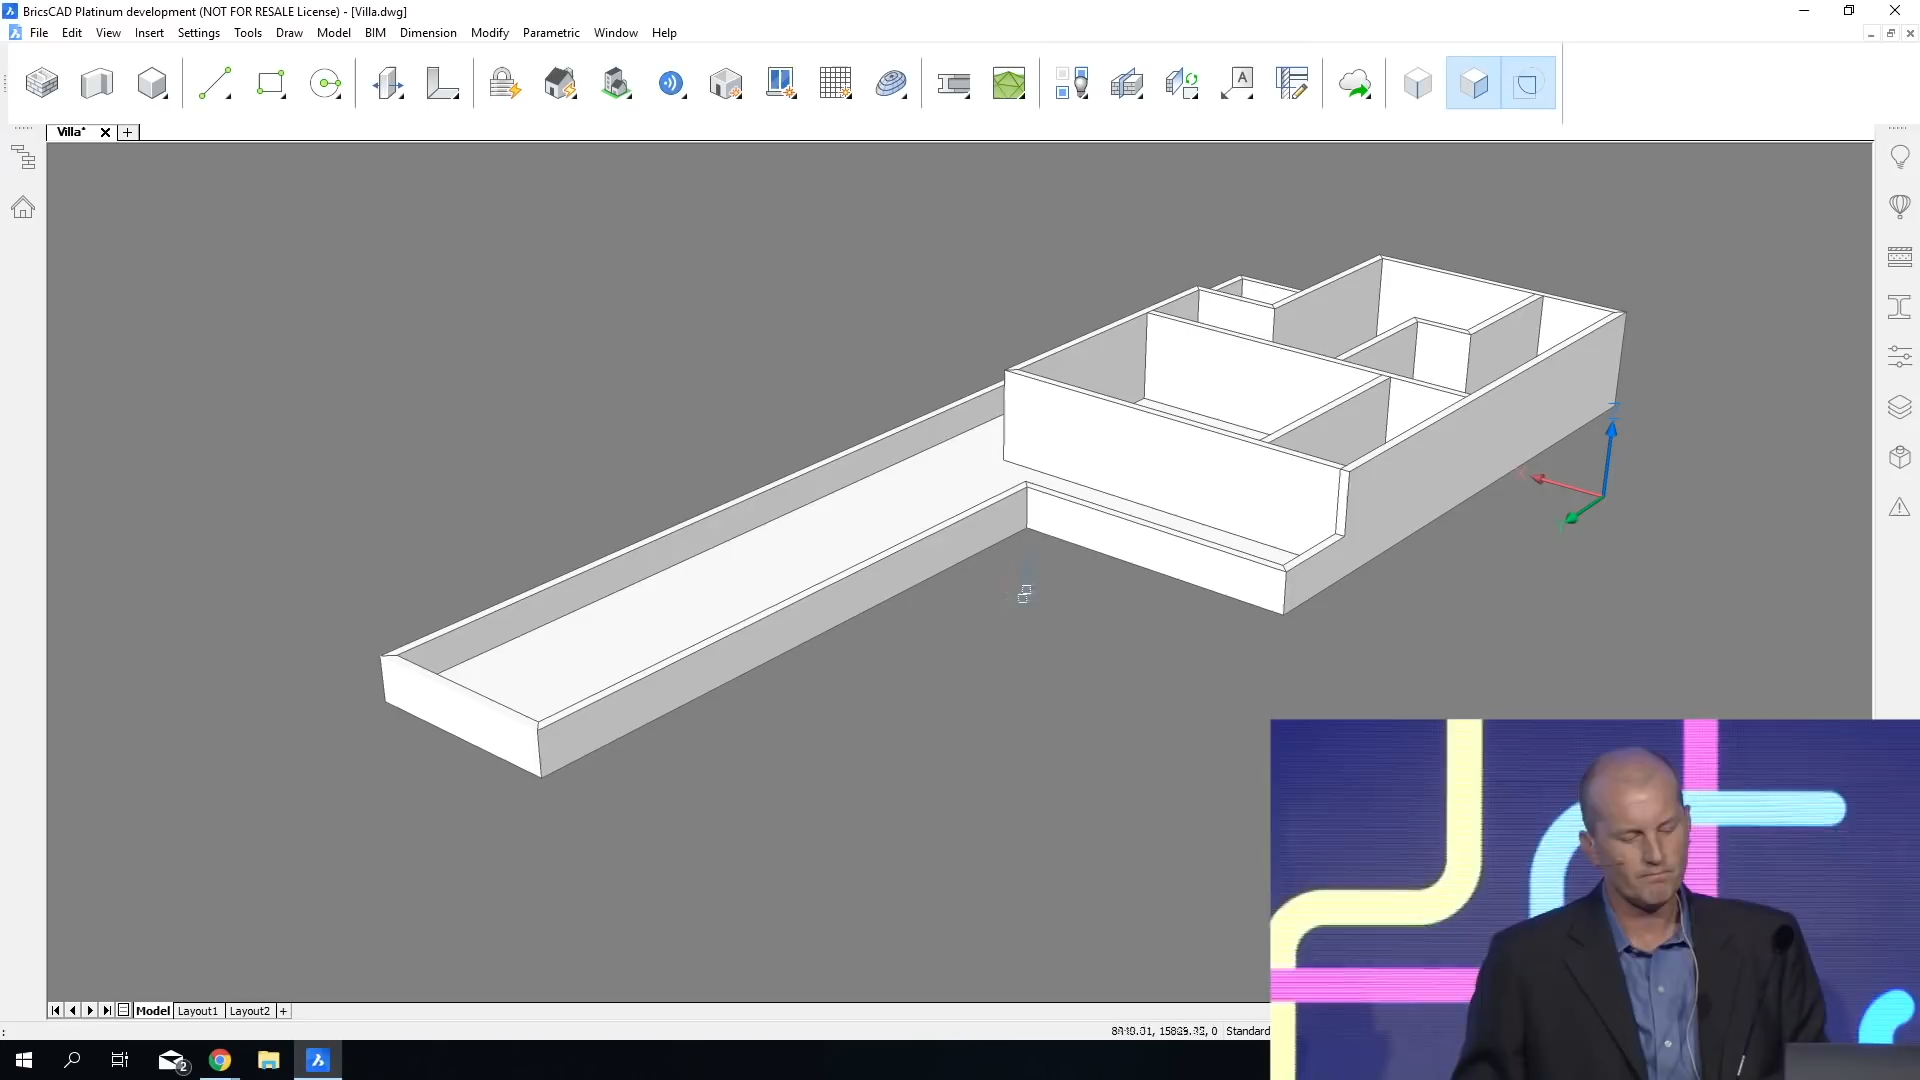 BricsCAD Platinum development (NOT FOR RESALE License) - [Villa.dwg]
File Edit View Insert Settings Tools Draw Model BIM Dimension Modify Parametric Window Help
A
Villa*
Z
Model Layout1 Layout2
: Standard
2